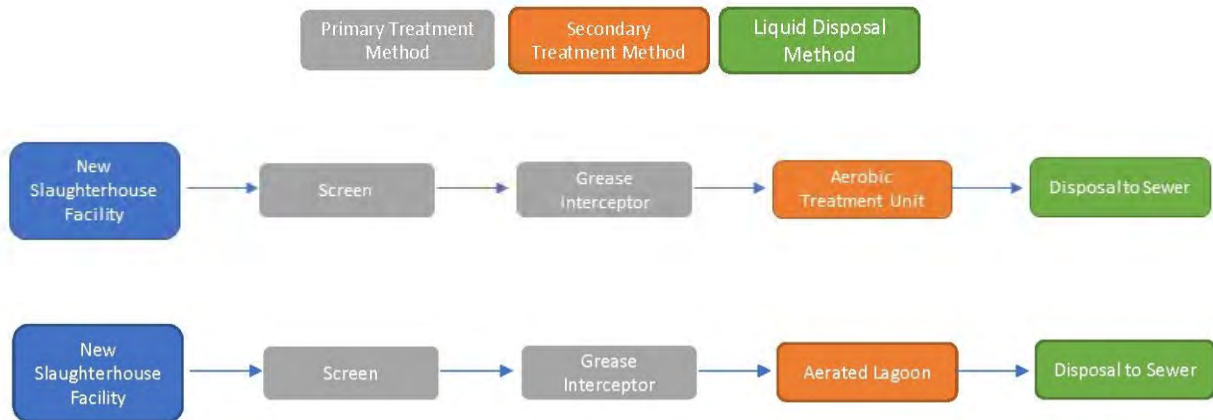 Primary Treatment
Method
Secondary
Treatment Method
Liquid Disposal
Method
New
Slaughterhouse
Facility
Screen
Grease
Interceptor
Aerobic
Treatment Unit
Disposal to Sewer
New
Slaughterhouse
Facility
Screen
Grease
Interceptor
Aerated Lagoon
Disposal to Sewer